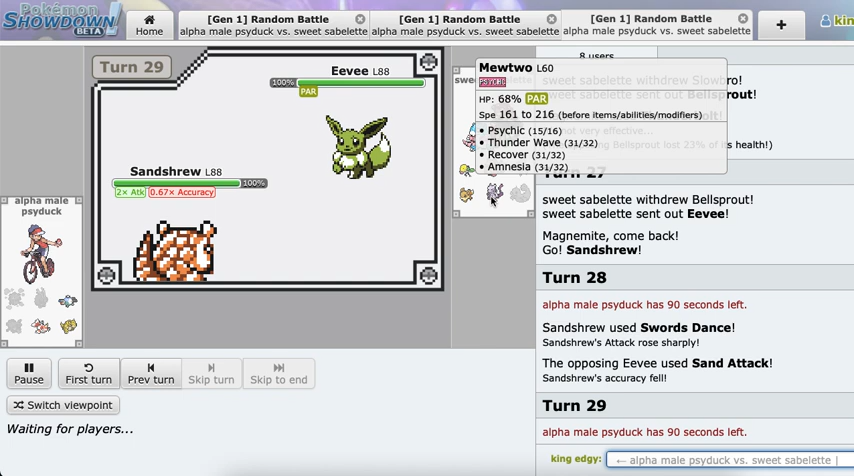 Pokémon
SHOWDOWN!
BETA
Home
[Gen 1] Random Battle
alpha male psyduck vs. sweet sabelette
[Gen 1] Random Battle
alpha male psyduck vs. sweet sabelette
[Gen 1] Random Battle
alpha male psyduck vs. sweet sabelette
+
king
Turn 29
Eevee L88
100%
PAR
Sandshrew L88
100%
2× Atk 0.67× Accuracy
alpha male
psyduck
Mewtwo L60
PSYCHC
HP: 68% PAR
Spe 161 to 216 (before items/abilities/modifiers)
• Psychic (15/16)
• Thunder Wave (31/32)
• Recover (31/32)
• Amnesia (31/32)
8 users
sweet sabelette withdrew Slowbro!
sweet sabelette sent out Bellsprout!
not very effective...
Bellsprout lost 23% of its health!)
Turn 27
sweet sabelette withdrew Bellsprout!
sweet sabelette sent out Eevee!
Magnemite, come back!
Go! Sandshrew!
Turn 28
alpha male psyduck has 90 seconds left.
Sandshrew used Swords Dance!
Sandshrew's Attack rose sharply!
The opposing Eevee used Sand Attack!
Sandshrew's accuracy fell!
Turn 29
alpha male psyduck has 90 seconds left.
king edgy: ← alpha male psyduck vs. sweet sabelette |
Pause
First turn
Prev turn
Skip turn
Skip to end
Switch viewpoint
Waiting for players...